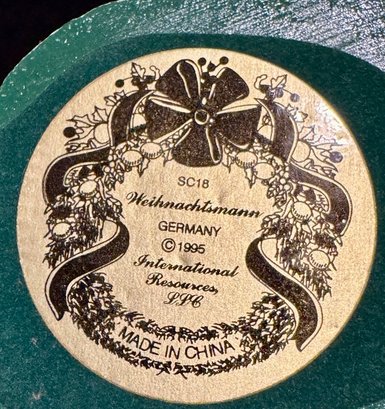 SC18
Weihnachtsmann
GERMANY
©1995
International
Resources,
LLC
MADE IN CHINA